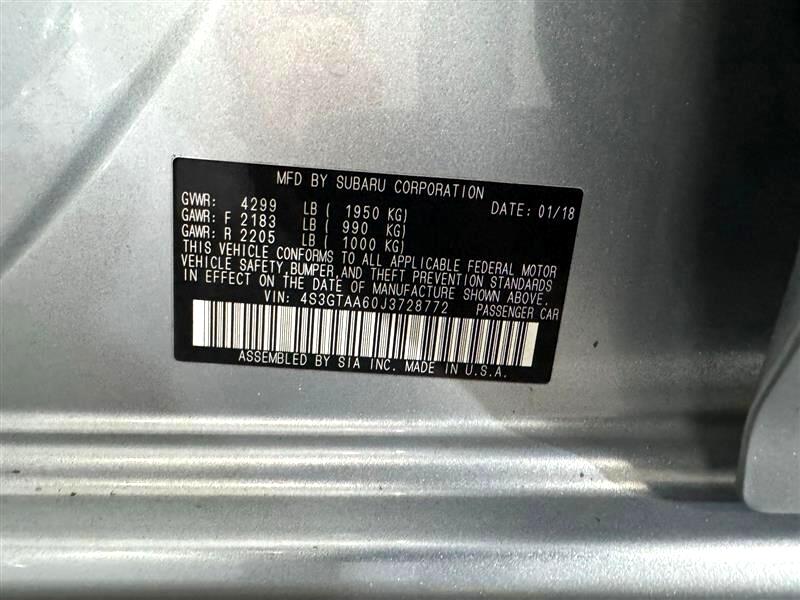 MFD BY SUBARU CORPORATION
GVWR: 4299 LB ( 1950 KG) DATE: 01/18
GAWR: F 2183 LB ( 990 KG)
GAWR: R 2205 LB ( 1000 KG)
THIS VEHICLE CONFORMS TO ALL APPLICABLE FEDERAL MOTOR
VEHICLE SAFETY,BUMPER,AND THEFT PREVENTION STANDARDS
IN EFFECT ON THE DATE OF MANUFACTURE SHOWN ABOVE.
VIN: 4S3GTAA60J3728772 PASSENGER CAR
ASSEMBLED BY SIA INC. MADE IN U.S.A.